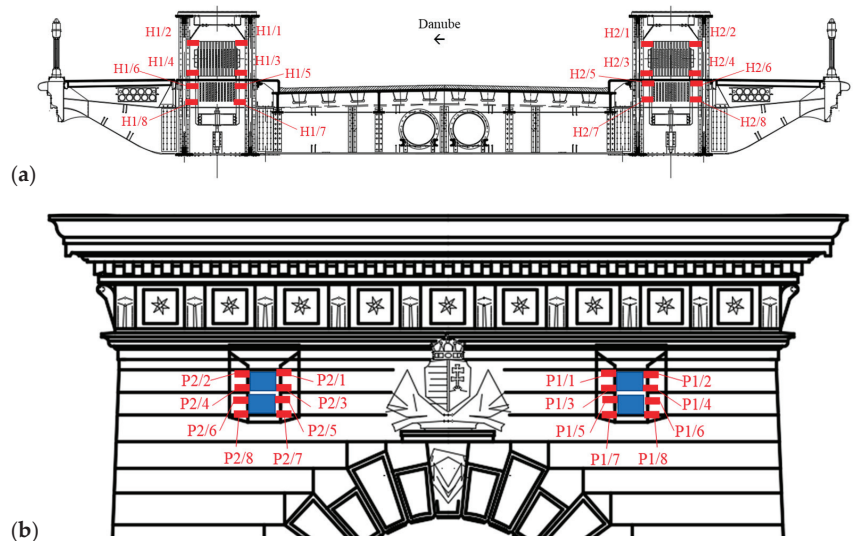 H1/2 H1/1 Danube H2/1 H2/2
←
H1/4 H1/3 H2/3 H2/4
H1/6 H1/5 H2/5 H2/6
H1/8 H1/7 H2/7 H2/8
(a)
P2/2 P2/1 P1/1 P1/2
P2/4 P2/3 P1/3 P1/4
P2/6 P2/5 P1/5 P1/6
P2/8 P2/7 P1/7 P1/8
(b)